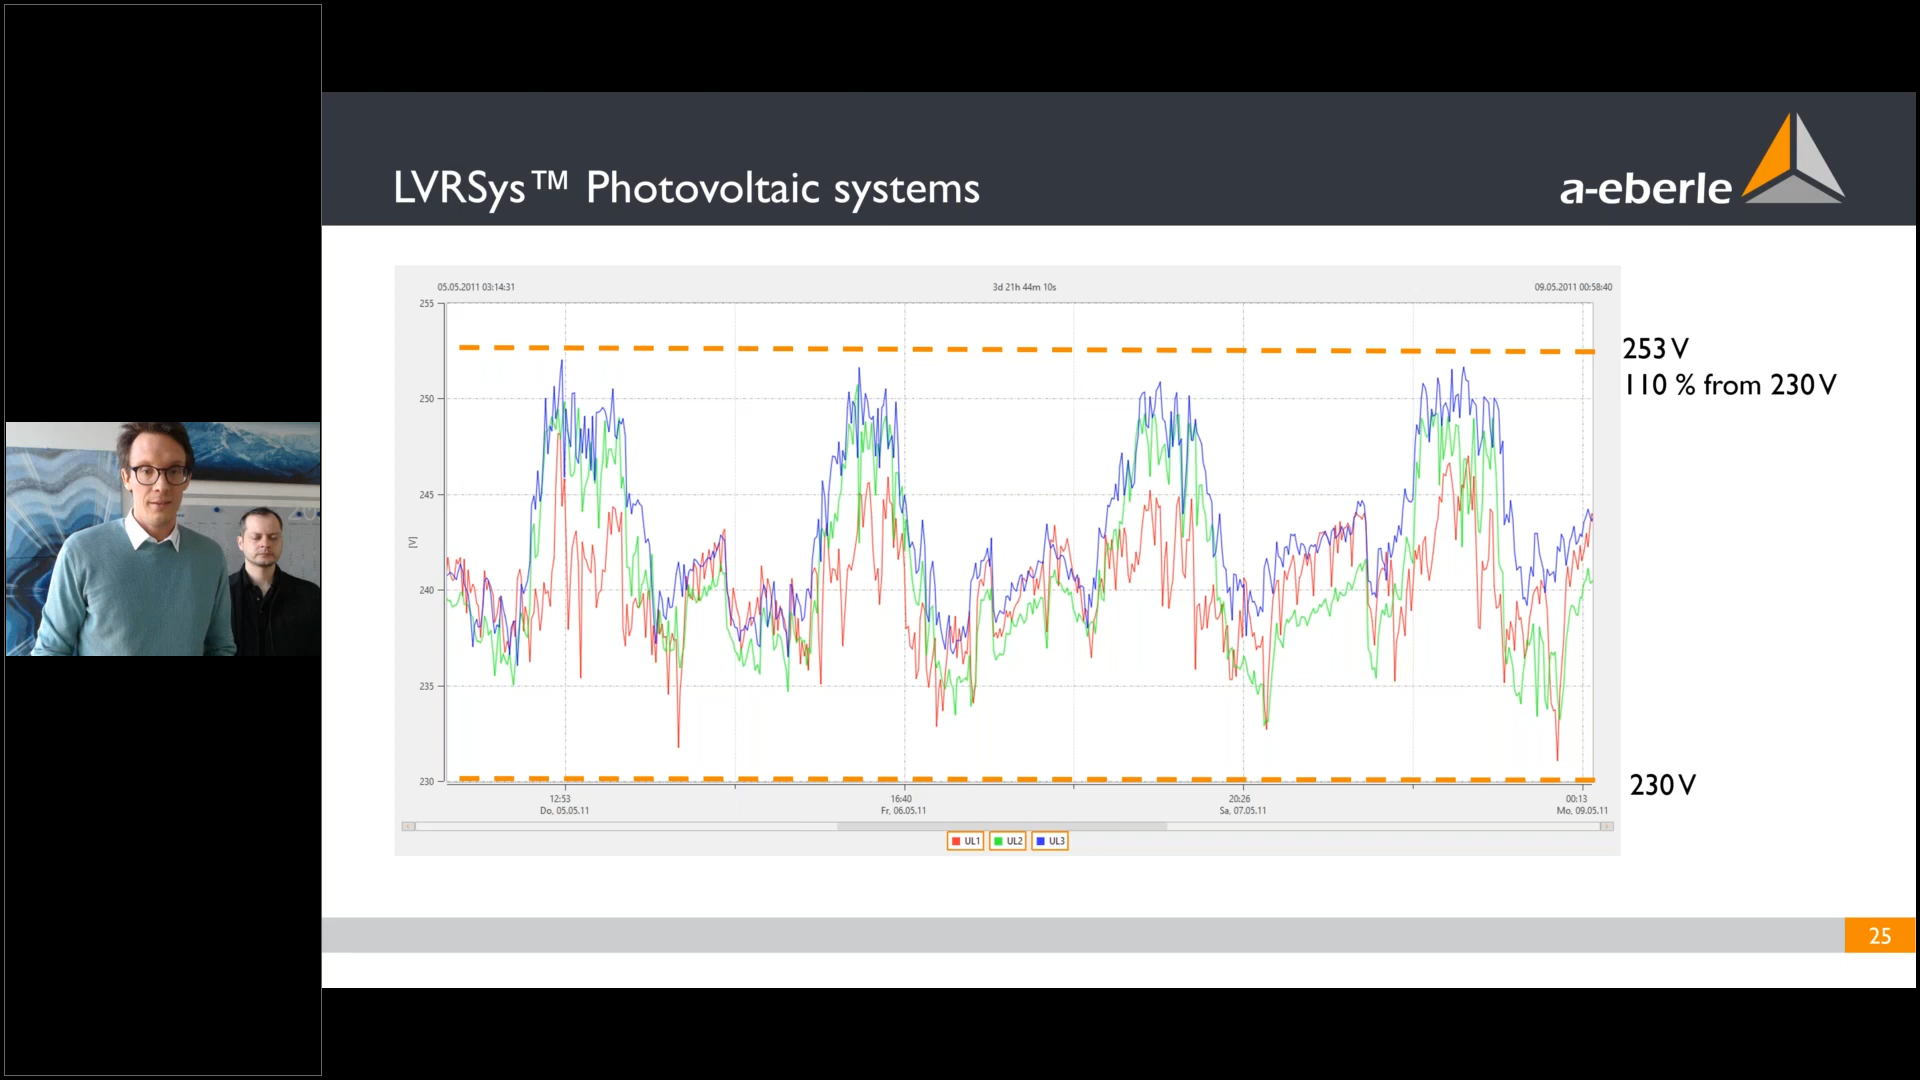 LVRSys™ Photovoltaic systems
a-eberle
05.05.2011 03:14:31
3d 21h 44m 10s
09.05.2011 00:58:40
255
250
245
240
235
230
[V]
253 V
110 % from 230 V
230 V
12:53
Do, 05.05.11
16:40
Fr, 06.05.11
20:26
Sa, 07.05.11
00:13
Mo, 09.05.11
UL1 UL2 UL3
25